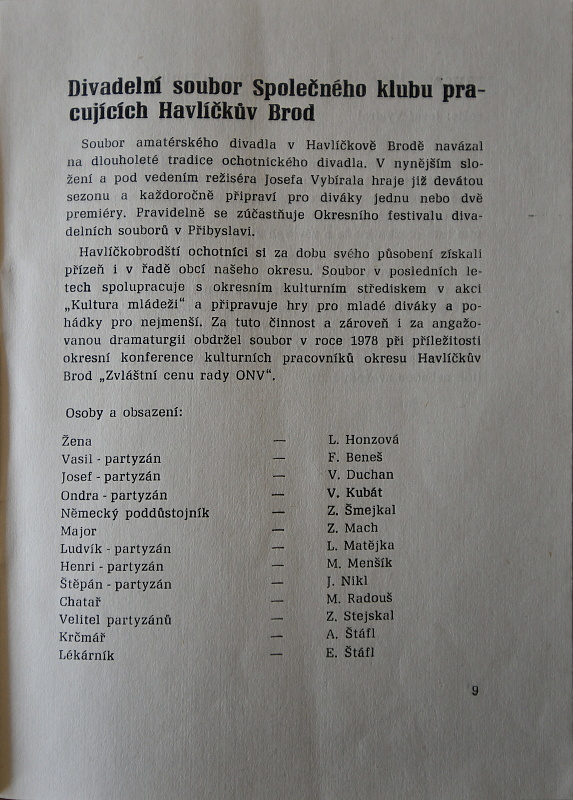 Divadelní soubor Společného klubu pra-
cujících Havlíčkův Brod
Soubor amatérského divadla v Havlíčkově Brodě navázal
na dlouholeté tradice ochotnického divadla. V nynějším slo-
žení a pod vedením režiséra Josefa Vybírala hraje již devátou
sezonu a každoročně připraví pro diváky jednu nebo dvě
premiéry. Pravidelně se zúčastňuje Okresního festivalu diva-
delních souborů v Přibyslavi.
Havlíčkobrodští ochotníci si za dobu svého působení získali
přízeň i v řadě obcí našeho okresu. Soubor v posledních le-
tech spolupracuje s okresním kulturním střediskem v akci
„Kultura mládeži“ a připravuje hry pro mladé diváky a po-
hádky pro nejmenší. Za tuto činnost a zároveň i za angažo-
vanou dramaturgii obdržel soubor v roce 1978 při příležitosti
okresní konference kulturních pracovníků okresu Havlíčkův
Brod „Zvláštní cenu rady ONV“.
Osoby a obsazení:
Žena — L. Honzová
Vasil - partyzán — F. Beneš
Josef - partyzán — V. Duchan
Ondra - partyzán — V. Kubát
Německý poddůstojník — Z. Šmejkal
Major — Z. Mach
Ludvík - partyzán — L. Matějka
Henri - partyzán — M. Menšík
Štěpán - partyzán — J. Nikl
Chatař — M. Radouš
Velitel partyzánů — Z. Stejskal
Krčmář — A. Štáfl
Lékárník — E. Štáfl
9